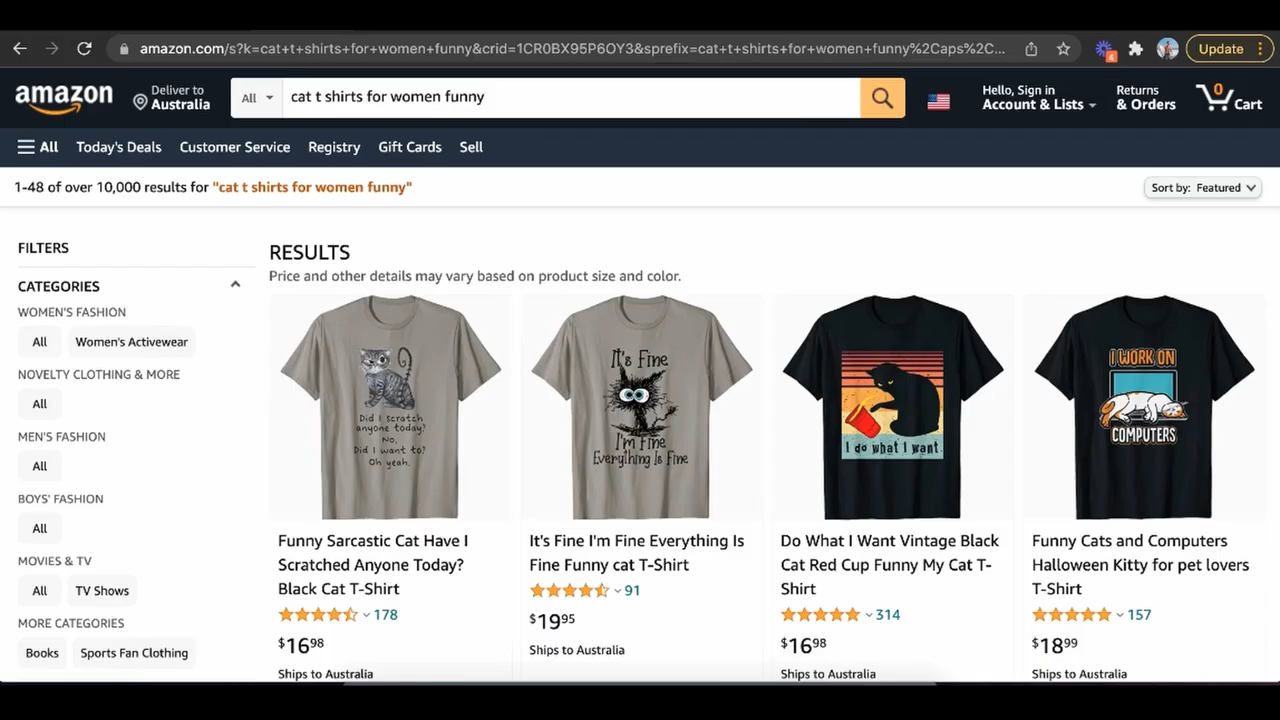 amazon.com/s?k=cat+t+shirts+for+women+funny&crid=1CR0BX95P6OY3&sprefix=cat+t+shirts+for+women+funny%2Caps%2C...
4
Update
amazon
Deliver to
Australia
All
cat t shirts for women funny
Hello, Sign in
Account & Lists
Returns
& Orders
0
Cart
All
Today's Deals
Customer Service
Registry
Gift Cards
Sell
1-48 of over 10,000 results for "cat t shirts for women funny"
Sort by: Featured
FILTERS
CATEGORIES
WOMEN'S FASHION
All
Women's Activewear
NOVELTY CLOTHING & MORE
All
MEN'S FASHION
All
BOYS' FASHION
All
MOVIES & TV
All
TV Shows
MORE CATEGORIES
Books
Sports Fan Clothing
RESULTS
Price and other details may vary based on product size and color.
Did I scratch
anyone today?
No.
Did I want to?
Oh yeah.
Funny Sarcastic Cat Have I
Scratched Anyone Today?
Black Cat T-Shirt
178
$1698
Ships to Australia
It's Fine
I'm Fine
Everything Is Fine
It's Fine I'm Fine Everything Is
Fine Funny cat T-Shirt
91
$1995
Ships to Australia
I do what I want
Do What I Want Vintage Black
Cat Red Cup Funny My Cat T-
Shirt
314
$1698
Ships to Australia
I WORK ON
COMPUTERS
Funny Cats and Computers
Halloween Kitty for pet lovers
T-Shirt
157
$1899
Ships to Australia